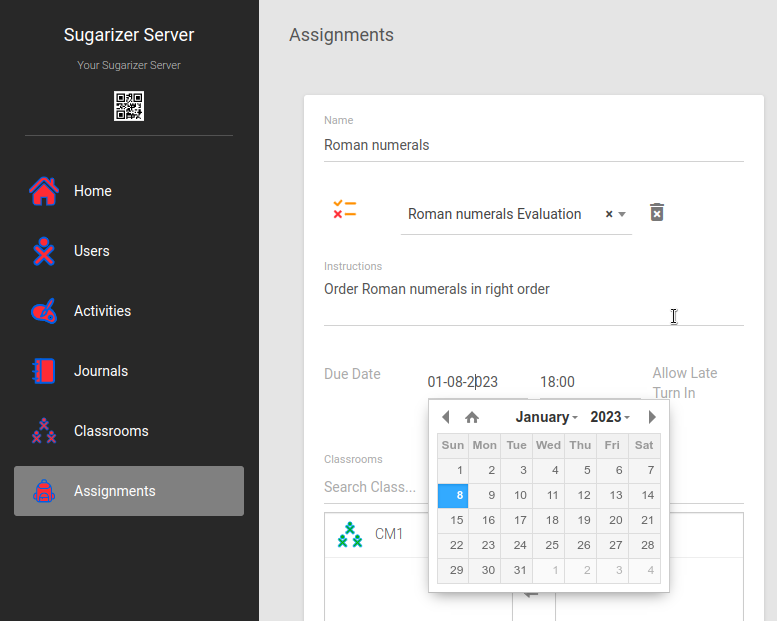 Sugarizer Server
Your Sugarizer Server
Home
Users
Activities
Journals
Classrooms
Assignments
Assignments
Name
Roman numerals
Roman numerals Evaluation ×
Instructions
Order Roman numerals in right order
Due Date 01-08-2023 18:00 Allow Late
Turn In
January 2023
Sun Mon Tue Wed Thu Fri Sat
1 2 3 4 5 6 7
8 9 10 11 12 13 14
15 16 17 18 19 20 21
22 23 24 25 26 27 28
29 30 31 1 2 3 4
Classrooms
Search Class...
CM1